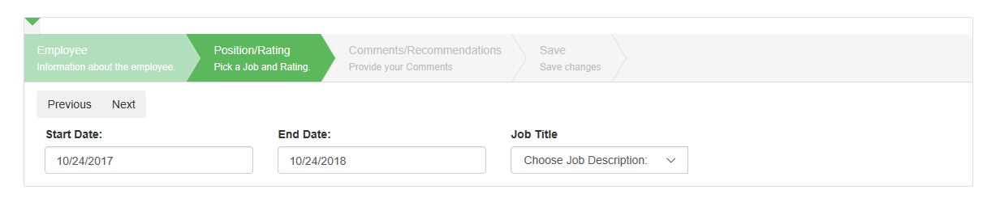 Employee
Information about the employee.
Position/Rating
Pick a Job and Rating.
Comments/Recommendations
Provide your Comments
Save
Save changes
Previous Next
Start Date: End Date: Job Title
10/24/2017 10/24/2018 Choose Job Description: